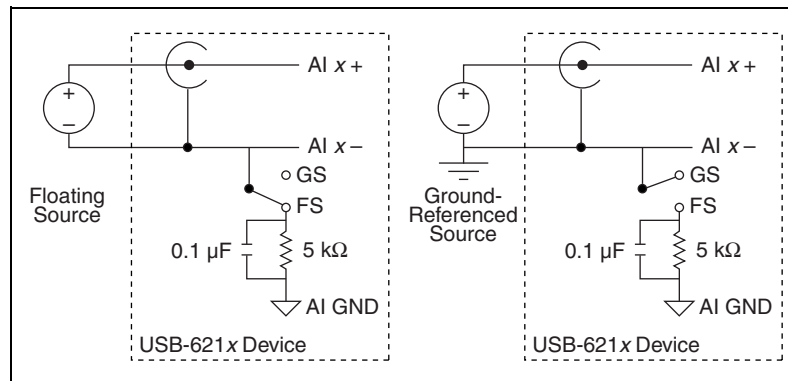 AI x +
+
–
AI x –
GS
FS
Floating
Source
0.1 µF
5 kΩ
AI GND
USB-621x Device
AI x +
+
–
AI x –
GS
FS
Ground-
Referenced
Source
0.1 µF
5 kΩ
AI GND
USB-621x Device